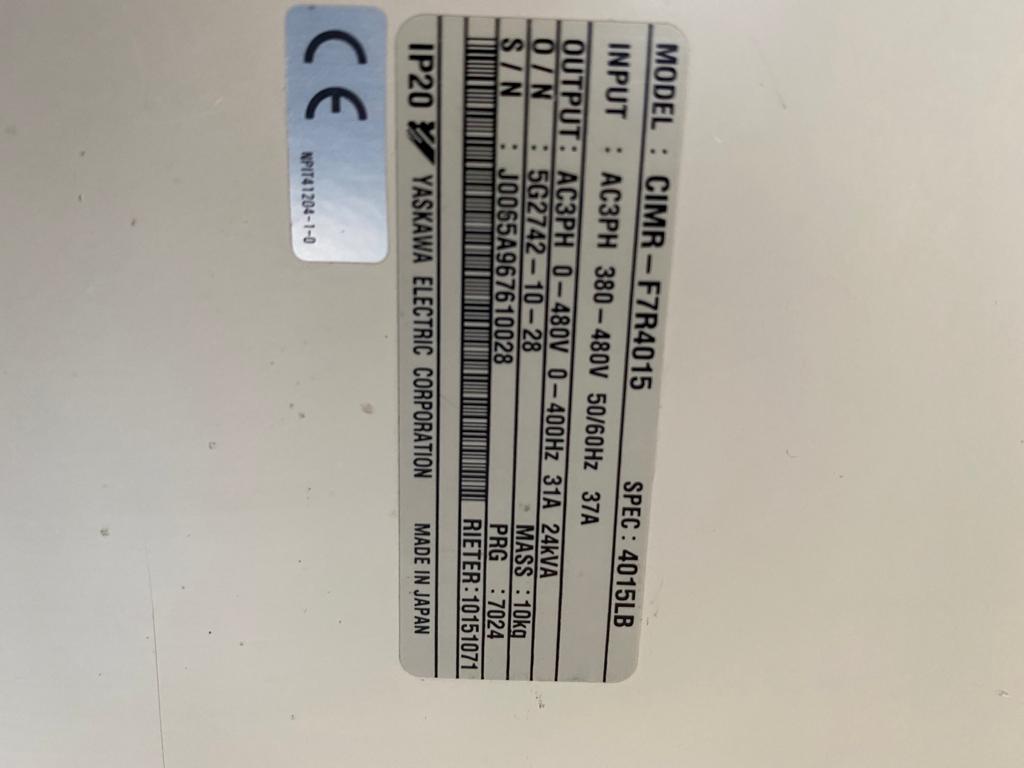 MODEL : CIMR-F7R4015 SPEC: 4015LB
INPUT : AC3PH 380-480V 50/60Hz 37A
OUTPUT: AC3PH 0-480V 0-400Hz 31A 24kVA
O/N : 5G2742-10-28 MASS : 10kg
S/N : J0065A967610028 PRG : 7024
RIETER:10151071
IP20 YASKAWA ELECTRIC CORPORATION MADE IN JAPAN
CE
NPIT41204-1-0